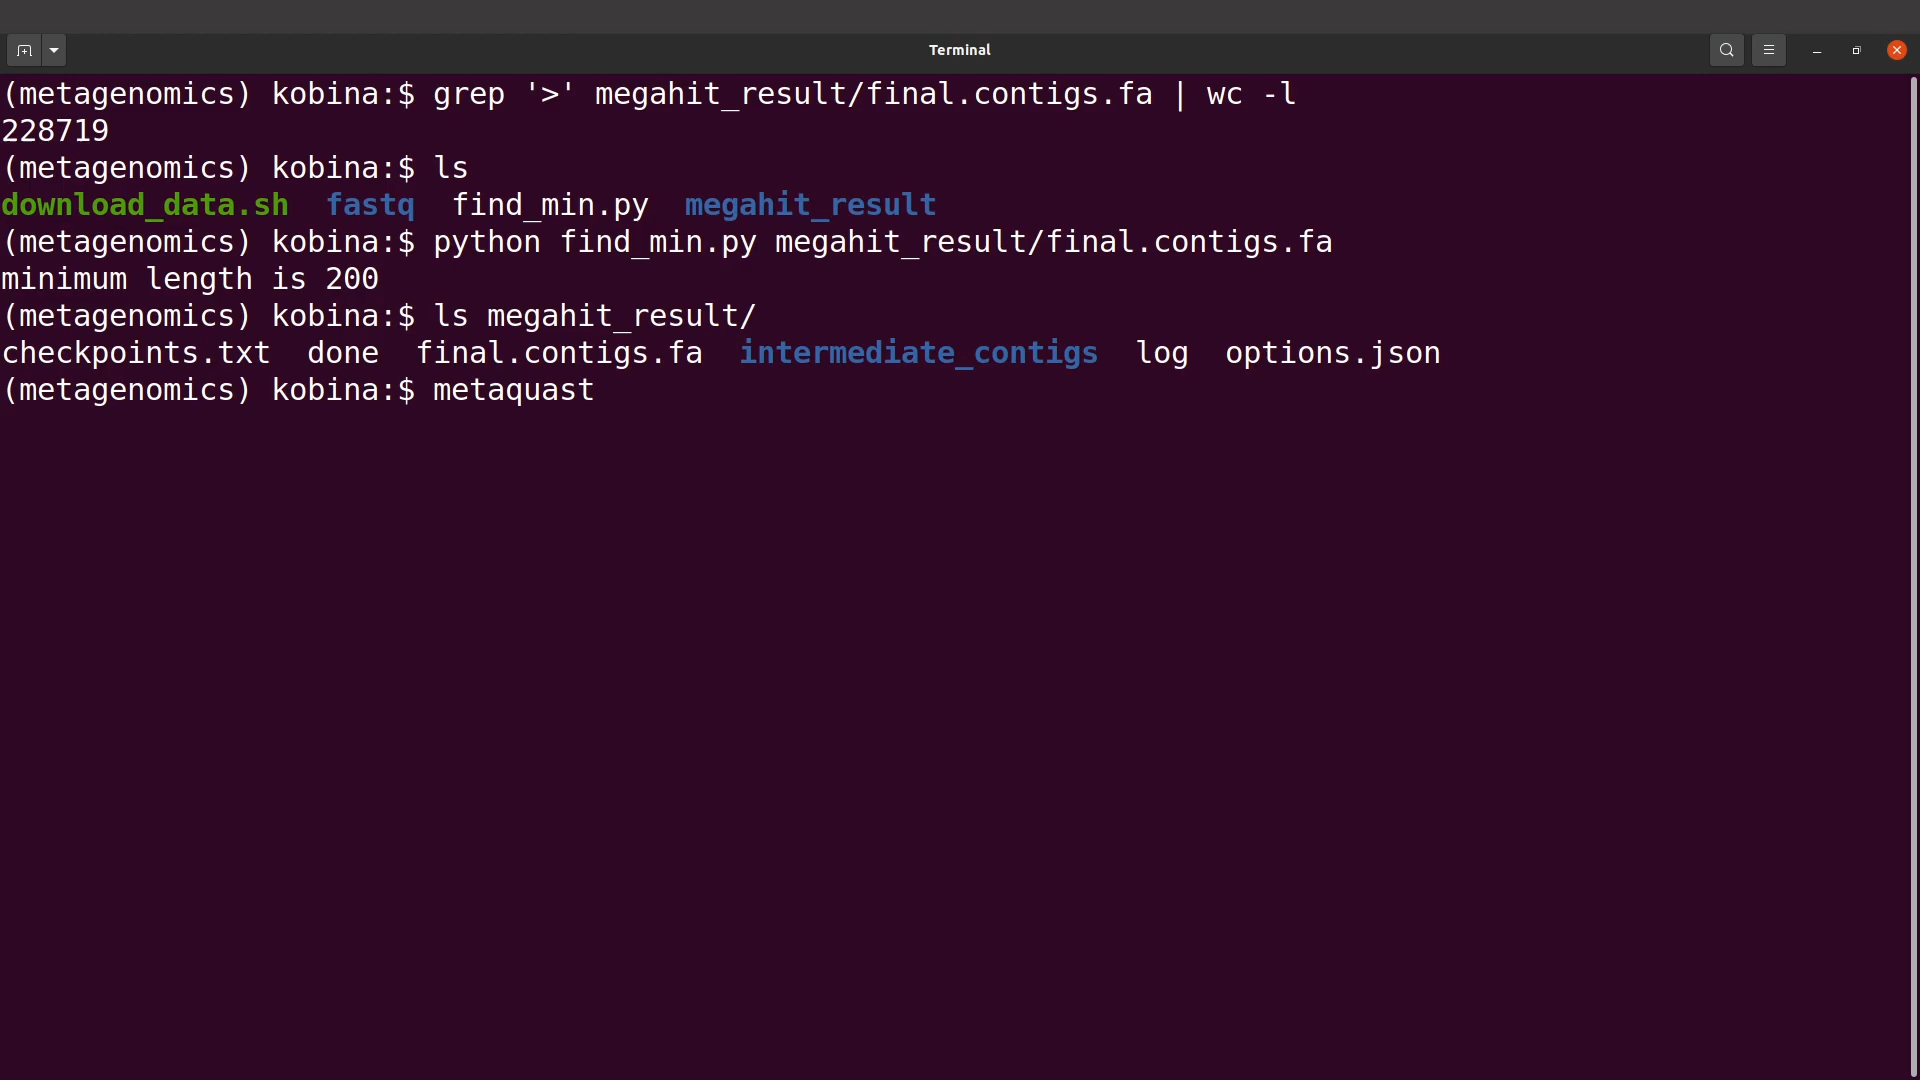 Terminal
(metagenomics) kobina:$ grep '>' megahit_result/final.contigs.fa | wc -l
228719
(metagenomics) kobina:$ ls
download_data.sh  fastq  find_min.py  megahit_result
(metagenomics) kobina:$ python find_min.py megahit_result/final.contigs.fa
minimum length is 200
(metagenomics) kobina:$ ls megahit_result/
checkpoints.txt  done  final.contigs.fa  intermediate_contigs  log  options.json
(metagenomics) kobina:$ metaquast